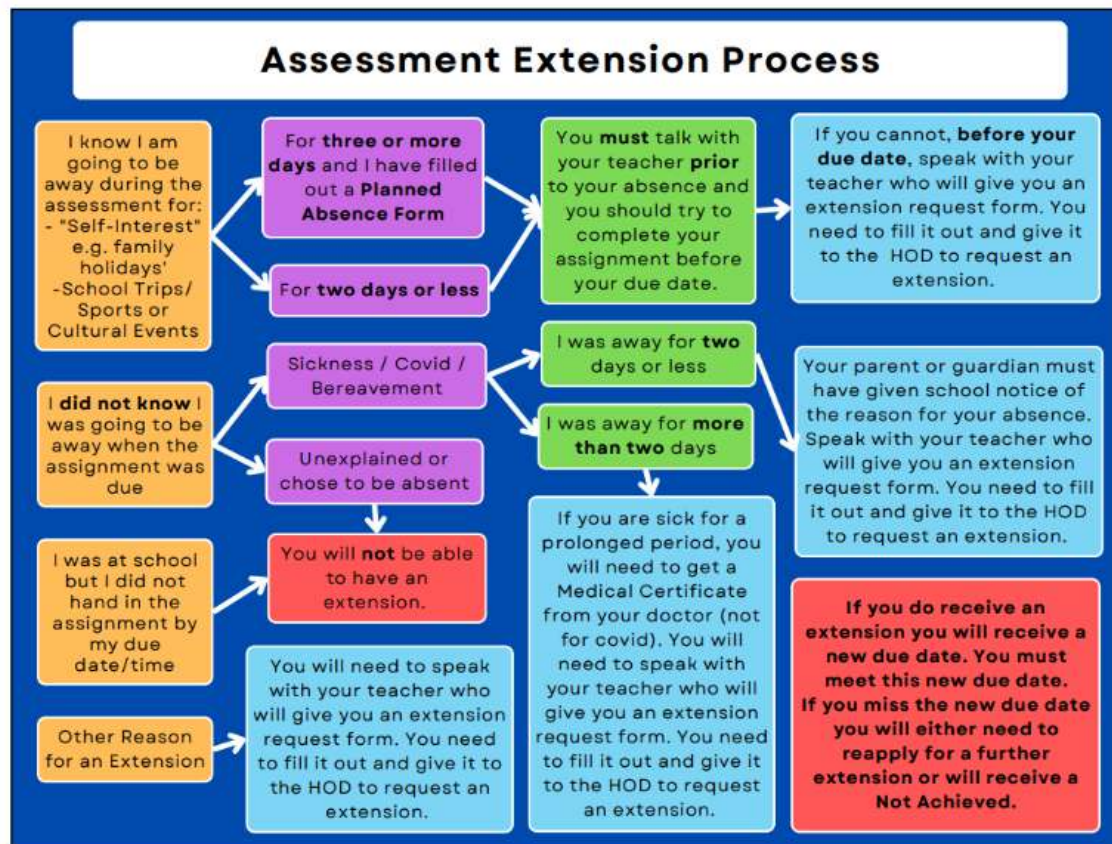 Assessment Extension Process
I know I am
going to be
away during the
assessment for:
- "Self-Interest"
e.g. family
holidays'
-School Trips/
Sports or
Cultural Events
For three or more
days and I have filled
out a Planned
Absence Form
For two days or less
You must talk with
your teacher prior
to your absence and
you should try to
complete your
assignment before
your due date.
If you cannot, before your
due date, speak with your
teacher who will give you an
extension request form. You
need to fill it out and give it
to the HOD to request an
extension.
I did not know I
was going to be
away when the
assignment was
due
Sickness / Covid /
Bereavement
Unexplained or
chose to be absent
I was away for two
days or less
I was away for more
than two days
Your parent or guardian must
have given school notice of
the reason for your absence.
Speak with your teacher who
will give you an extension
request form. You need to fill
it out and give it to the HOD
to request an extension.
I was at school
but I did not
hand in the
assignment by
my due
date/time
You will not be able
to have an
extension.
If you are sick for a
prolonged period, you
will need to get a
Medical Certificate
from your doctor (not
for covid). You will
need to speak with
your teacher who will
give you an extension
request form. You need
to fill it out and give it
to the HOD to request
an extension.
Other Reason
for an Extension
You will need to speak
with your teacher who
will give you an extension
request form. You need
to fill it out and give it to
the HOD to request an
extension.
If you do receive an
extension you will receive a
new due date. You must
meet this new due date.
If you miss the new due date
you will either need to
reapply for a further
extension or will receive a
Not Achieved.